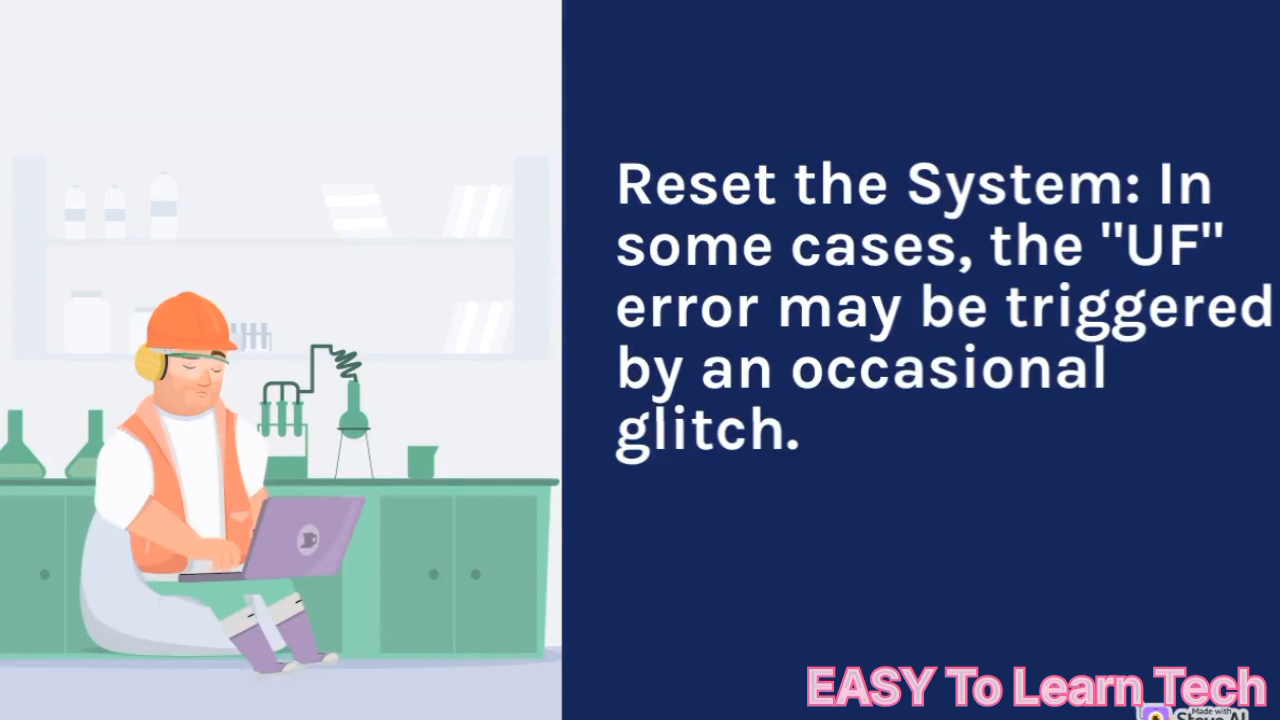 Reset the System: In
some cases, the "UF"
error may be triggered
by an occasional
glitch.
EASY To Learn Tech
Made with